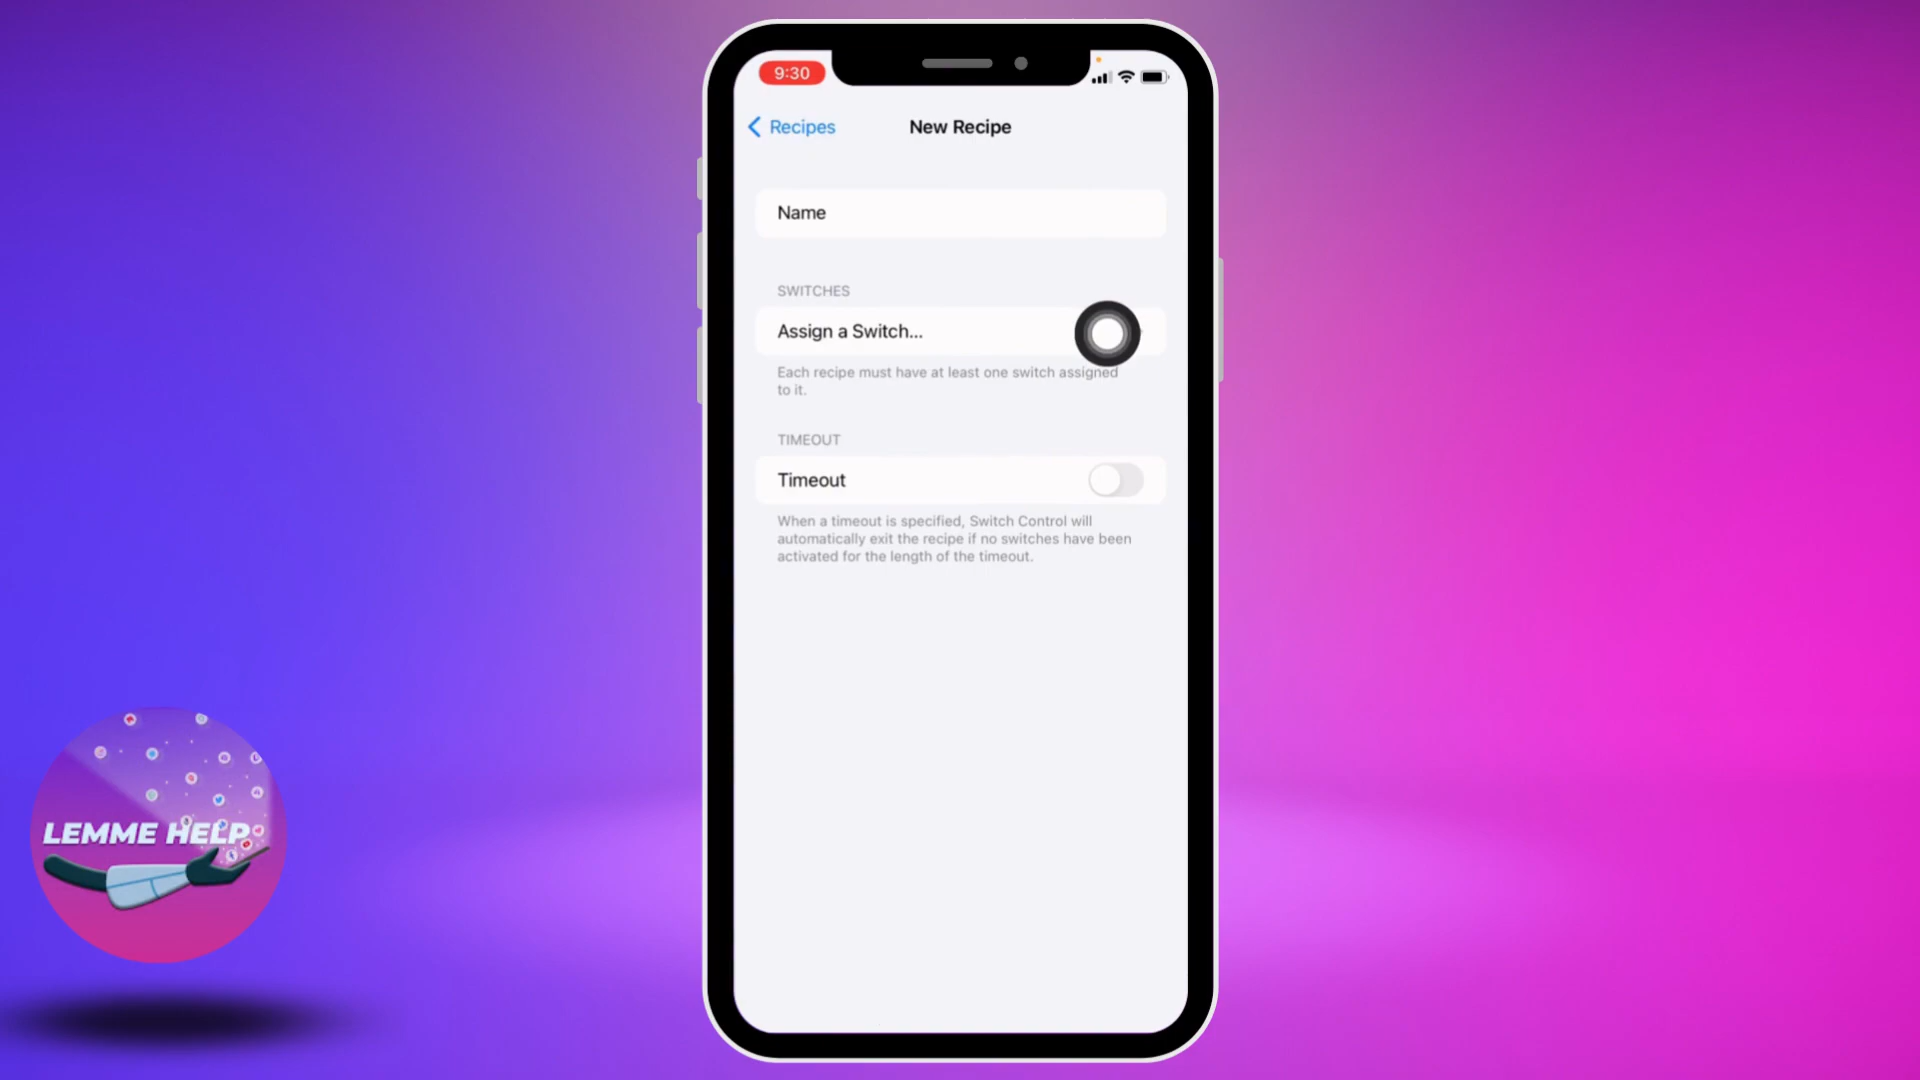 9:30
Recipes
New Recipe
Name
SWITCHES
Assign a Switch...
Each recipe must have at least one switch assigned
to it.
TIMEOUT
Timeout
When a timeout is specified, Switch Control will
automatically exit the recipe if no switches have been
activated for the length of the timeout.
LEMME HELP